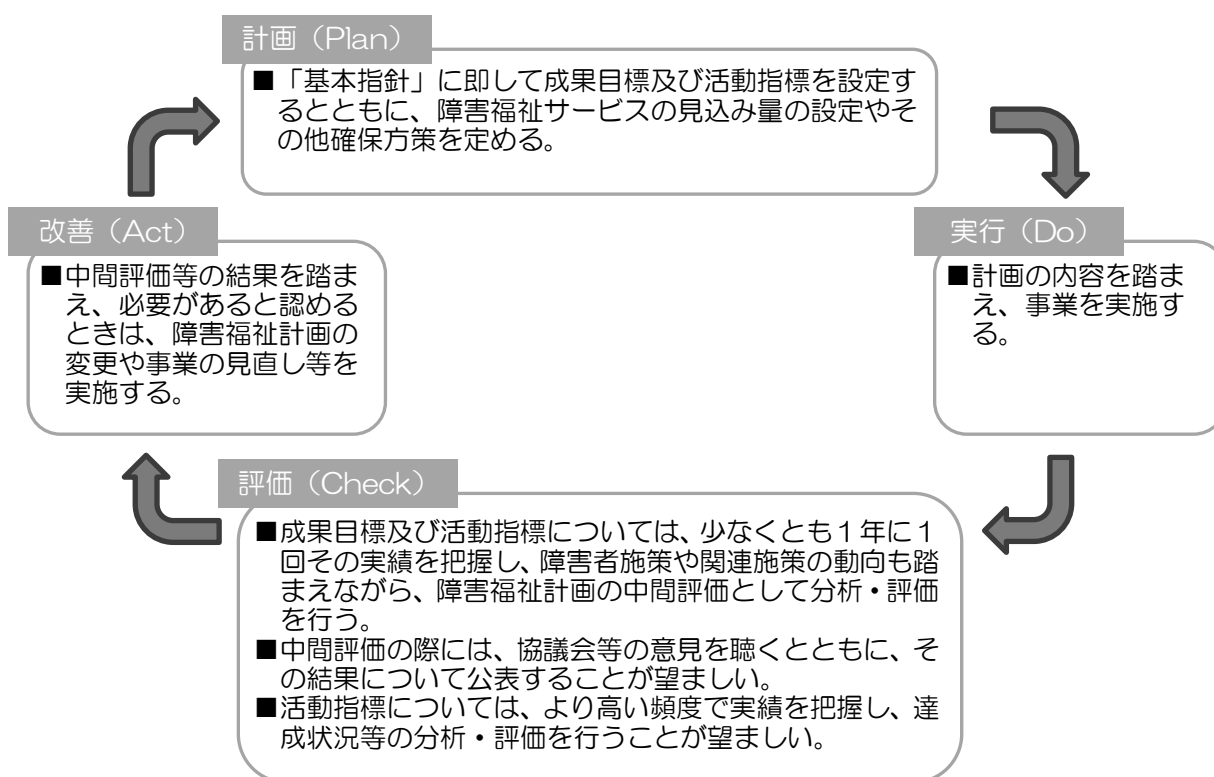 計画（Plan）
■「基本指針」に即して成果目標及び活動指標を設定す
るとともに、障害福祉サービスの見込み量の設定やそ
の他確保方策を定める。
実行（Do）
■計画の内容を踏ま
え、事業を実施す
る。
評価（Check）
■成果目標及び活動指標については、少なくとも１年に１
回その実績を把握し、障害者施策や関連施策の動向も踏
まえながら、障害福祉計画の中間評価として分析・評価
を行う。
■中間評価の際には、協議会等の意見を聴くとともに、そ
の結果について公表することが望ましい。
■活動指標については、より高い頻度で実績を把握し、達
成状況等の分析・評価を行うことが望ましい。
改善（Act）
■中間評価等の結果を踏ま
え、必要があると認める
ときは、障害福祉計画の
変更や事業の見直し等を
実施する。